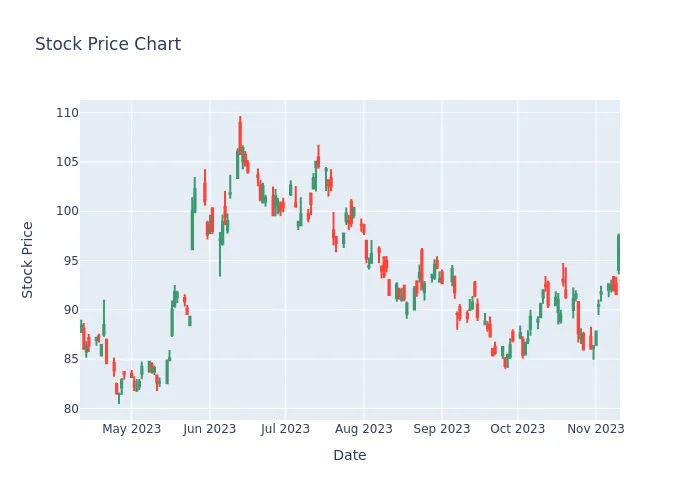 Stock Price Chart
110
105
100
95
90
85
80
Stock Price
May 2023
Jun 2023
Jul 2023
Aug 2023
Sep 2023
Oct 2023
Nov 2023
Date